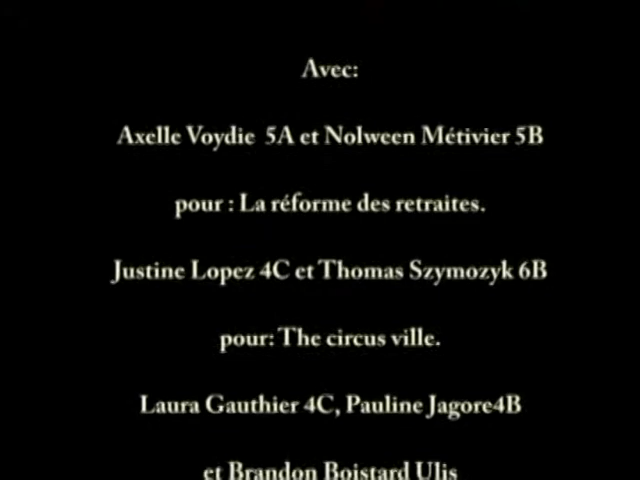 Avec:
Axelle Voydie 5A et Nolween Métivier 5B
pour : La réforme des retraites.
Justine Lopez 4C et Thomas Szymozyk 6B
pour: The circus ville.
Laura Gauthier 4C, Pauline Jagore4B
et Brandon Boistard Ulis